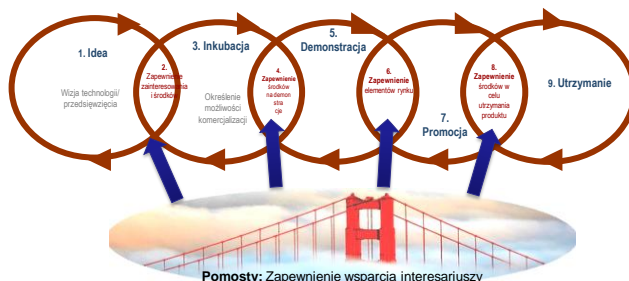 1. Idea
Wizja technologii/
przedsięwzięcia
2.
Zapewnienie
zainteresowania
i środków
3. Inkubacja
Określenie
możliwości
komercjalizacji
4.
Zapewnienie
środków
na demon
stra
cje
5.
Demonstracja
6.
Zapewnienie
elementów rynku
7.
Promocja
8.
Zapewnienie
środków w
celu
utrzymania
produktu
9. Utrzymanie
Pomosty: Zapewnienie wsparcia interesariuszy